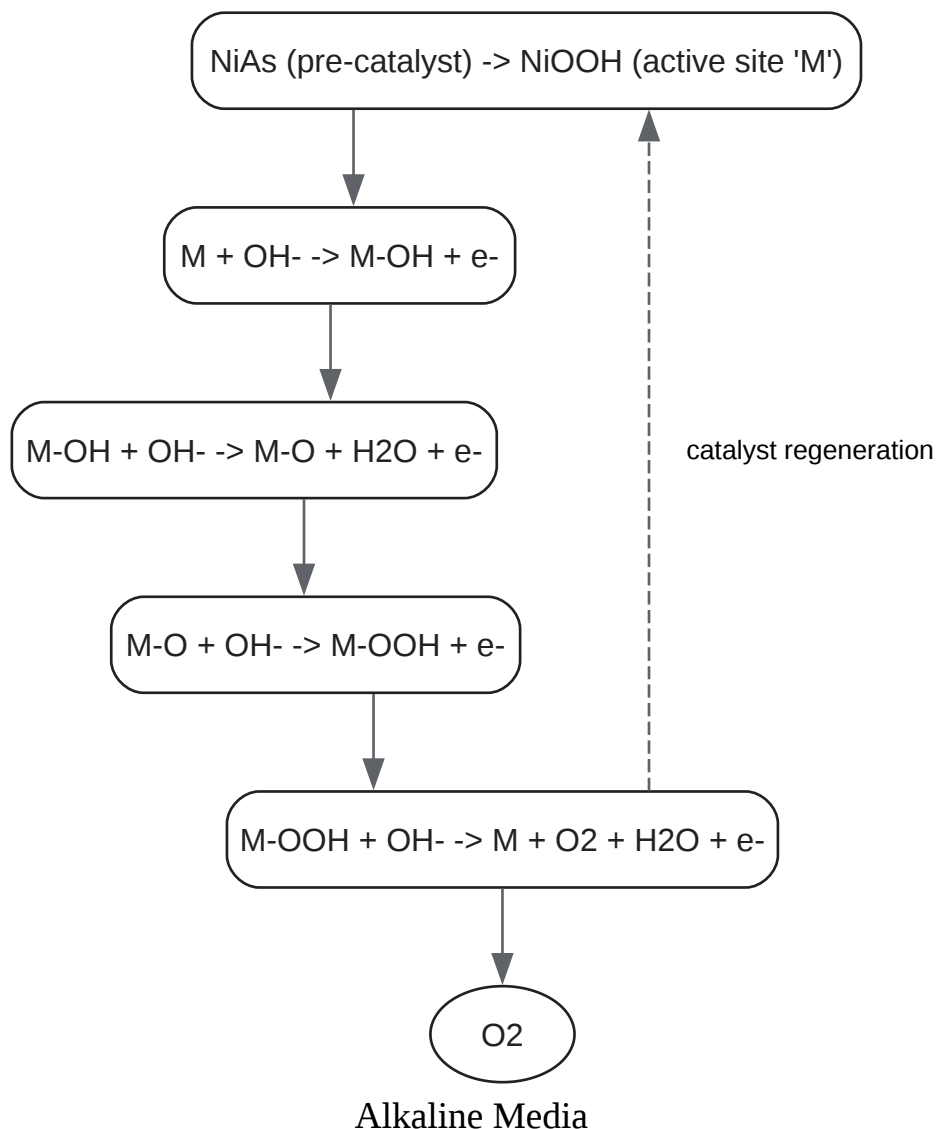 NiAs (pre-catalyst) -> NiOOH (active site 'M')
M + OH- -> M-OH + e-
M-OH + OH- -> M-O + H2O + e-
catalyst regeneration
M-O + OH- -> M-OOH + e-
M-OOH + OH- -> M + O2 + H2O + e-
O2
Alkaline Media